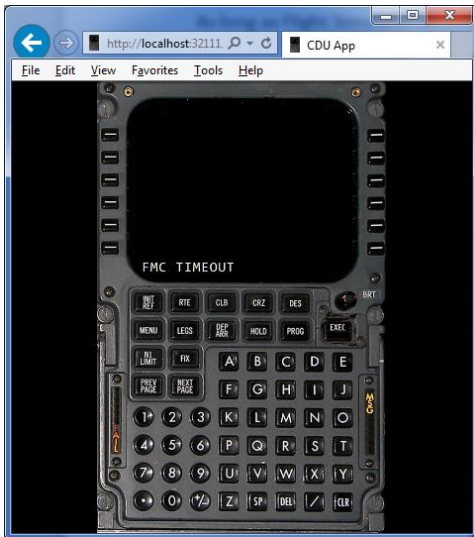 http://localhost:32111
CDU App
File Edit View Favorites Tools Help
FMC TIMEOUT
INIT REF RTE CLB CRZ DES BRT
MENU LEGS DEP ARR HOLD PROG EXEC
N1 LIMIT FIX A B C D E
PREV PAGE NEXT PAGE F G H I J
1 2 3 K L M N O
4 5 6 P Q R S T
7 8 9 U V W X Y
. 0 +/- Z SP DEL / CLR
FAIL
MSG